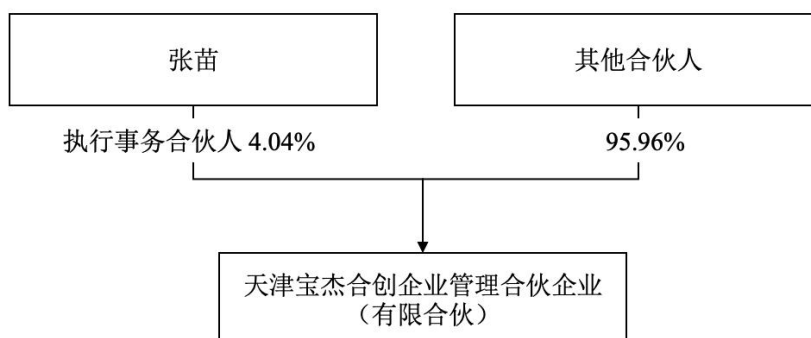 张苗
其他合伙人
执行事务合伙人 4.04%
95.96%
天津宝杰合创企业管理合伙企业
（有限合伙）